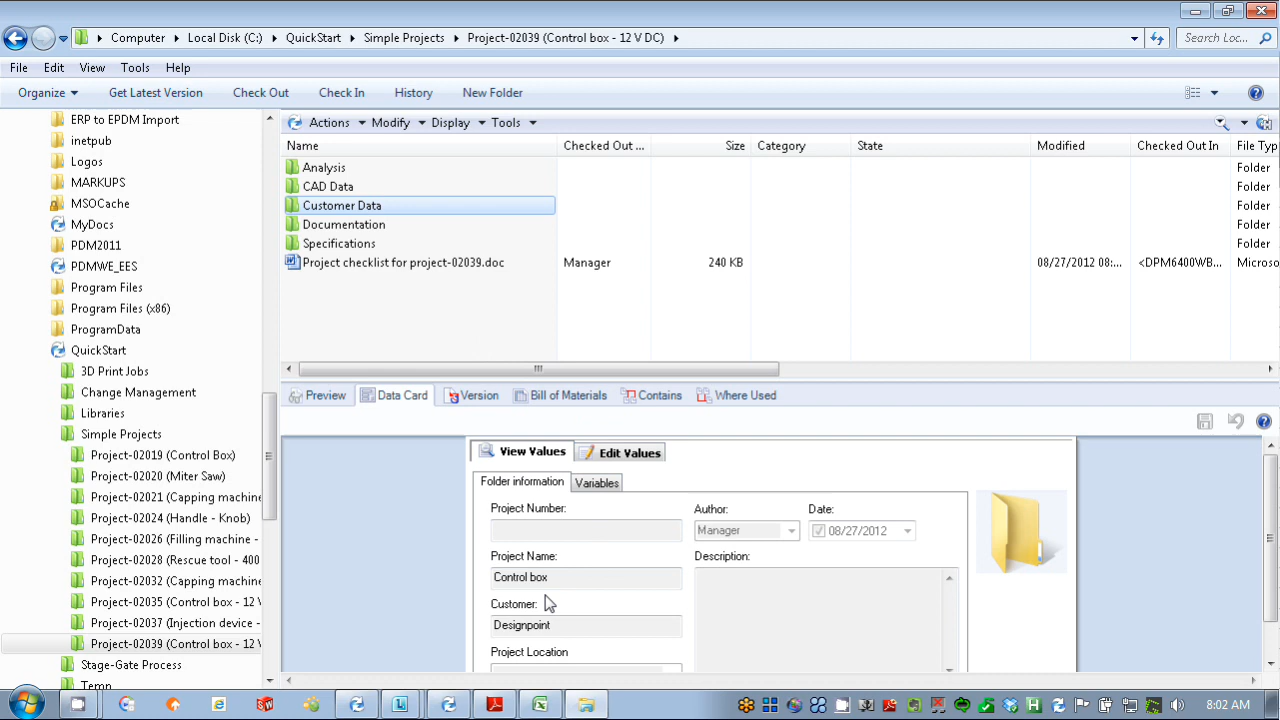 Computer ▸ Local Disk (C:) ▸ QuickStart ▸ Simple Projects ▸ Project-02039 (Control box - 12 V DC) ▸ Search Loc...
File Edit View Tools Help
Organize Get Latest Version Check Out Check In History New Folder
ERP to EPDM Import
inetpub
Logos
MARKUPS
MSOCache
MyDocs
PDM2011
PDMWE_EES
Program Files
Program Files (x86)
ProgramData
QuickStart
3D Print Jobs
Change Management
Libraries
Simple Projects
Project-02019 (Control Box)
Project-02020 (Miter Saw)
Project-02021 (Capping machine
Project-02024 (Handle - Knob)
Project-02026 (Filling machine -
Project-02028 (Rescue tool - 400
Project-02032 (Capping machine
Project-02035 (Control box - 12 V
Project-02037 (Injection device -
Project-02039 (Control box - 12 V
Stage-Gate Process
Temp
Actions Modify Display Tools
Name Checked Out ... Size Category State Modified Checked Out In File Typ
Analysis Folder
CAD Data Folder
Customer Data Folder
Documentation Folder
Specifications Folder
Project checklist for project-02039.doc Manager 240 KB 08/27/2012 08:... <DPM6400WB... Microso
Preview Data Card Version Bill of Materials Contains Where Used
View Values Edit Values
Folder information Variables
Project Number: Author: Date:
Manager 08/27/2012
Project Name: Description:
Control box
Customer:
Designpoint
Project Location
8:02 AM